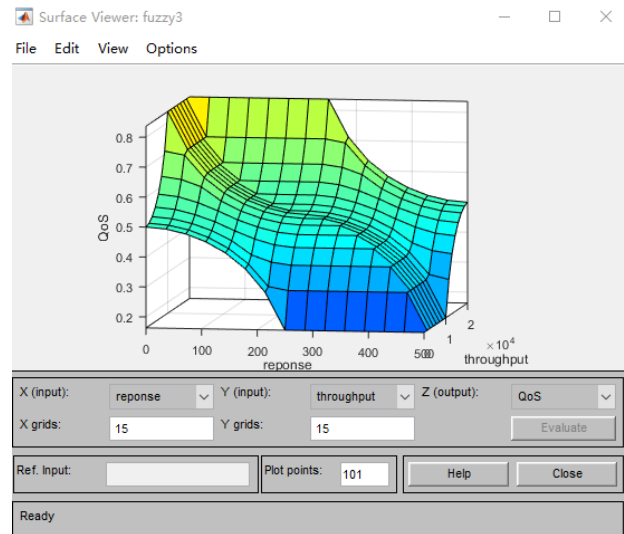 Surface Viewer: fuzzy3
File Edit View Options
0.8
0.7
0.6
0.5
0.4
0.3
0.2
QoS
0 100 200 300 400 500
0 1 2
×10^4
reponse
throughput
X (input): reponse Y (input): throughput Z (output): QoS
X grids: 15 Y grids: 15 Evaluate
Ref. Input: Plot points: 101 Help Close
Ready